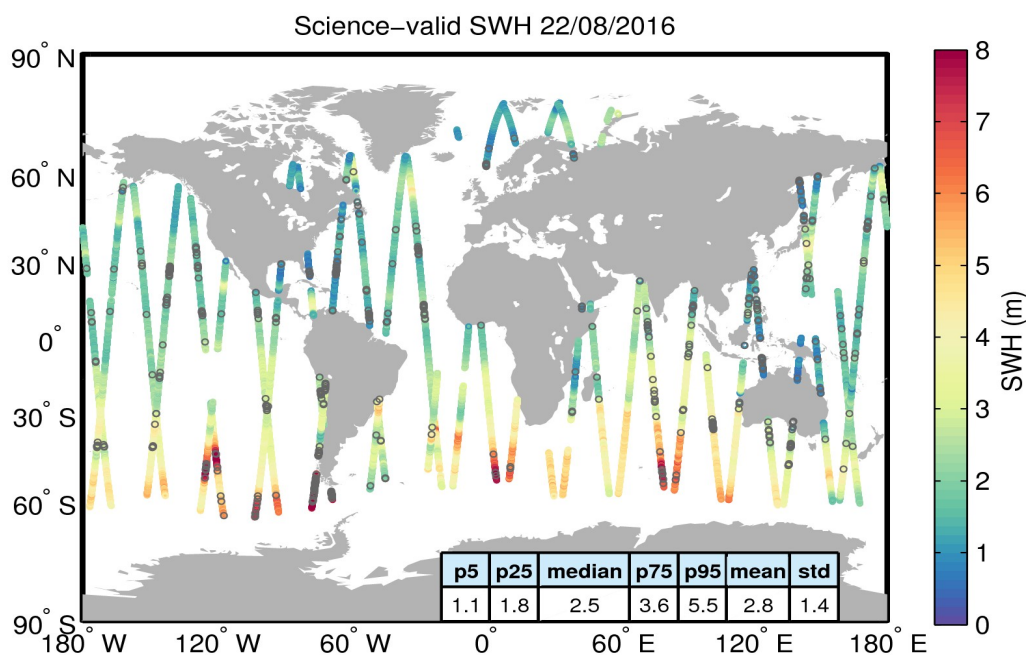 Science−valid SWH 22/08/2016
90° N
60° N
30° N
0°
30° S
60° S
90° S
180° W
120° W
60° W
0°
60° E
120° E
180° E
p5 p25 median p75 p95 mean std
1.1 1.8 2.5 3.6 5.5 2.8 1.4
8
7
6
5
4
3
2
1
0
SWH (m)